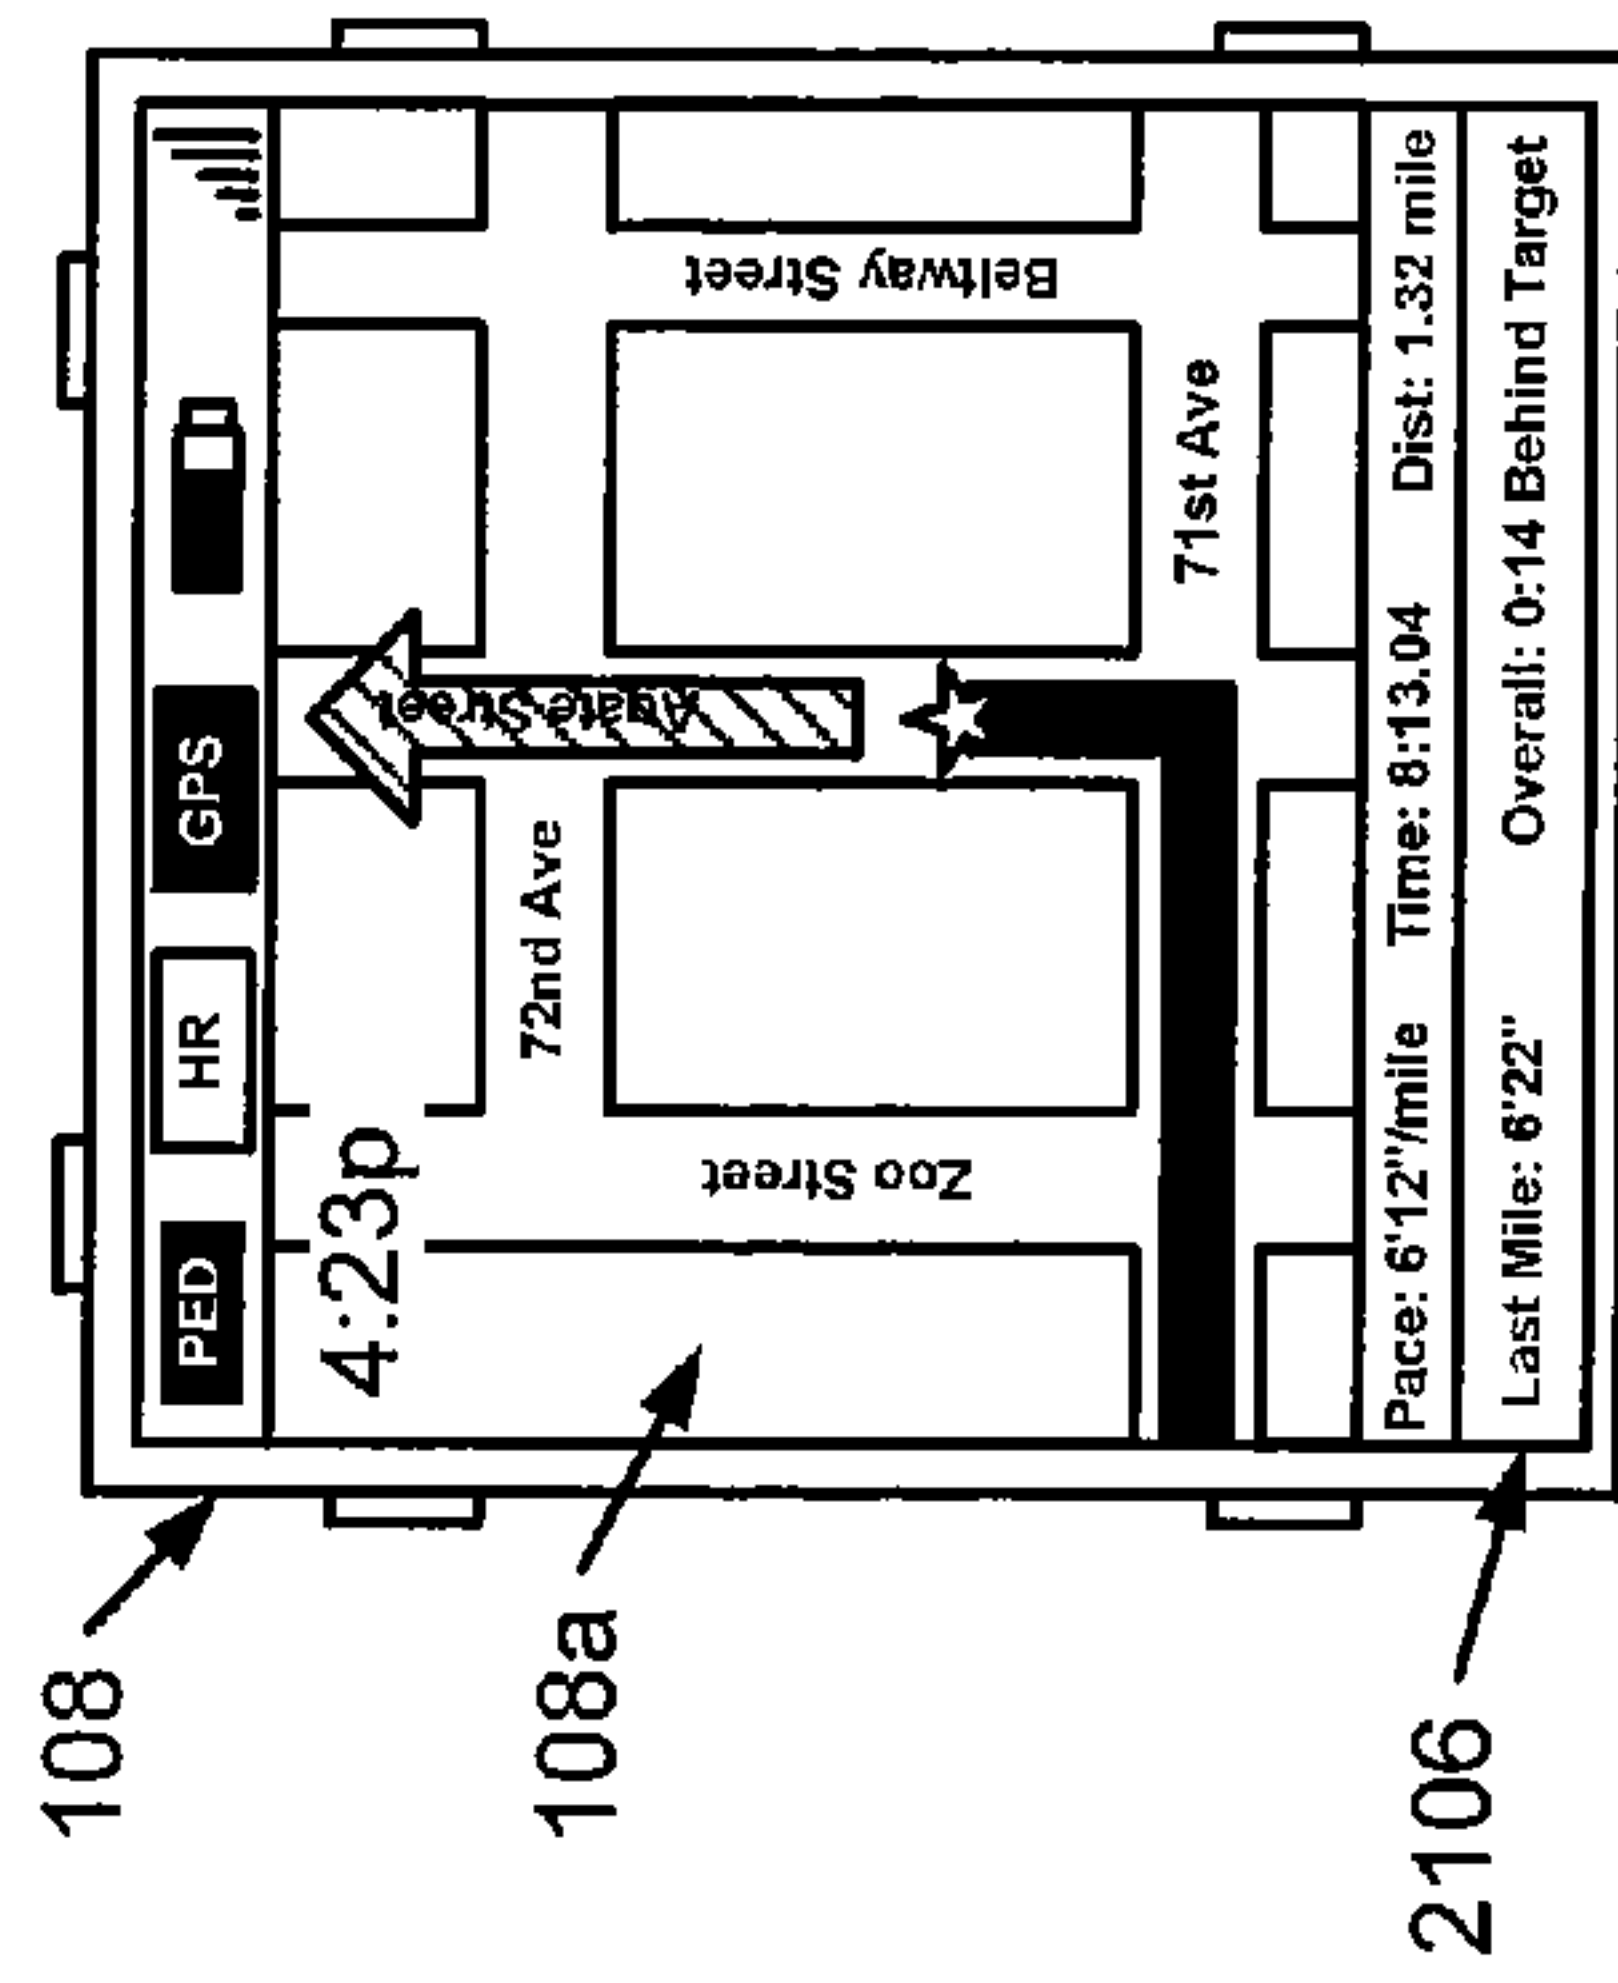 108
PED HR GPS
4:23p
72nd Ave
108a
Zoo Street
Agate Street
Beltway Street
71st Ave
Pace: 6'12"/mile Time: 8:13.04 Dist: 1.32 mile
2106
Last Mile: 6'22" Overall: 0:14 Behind Target